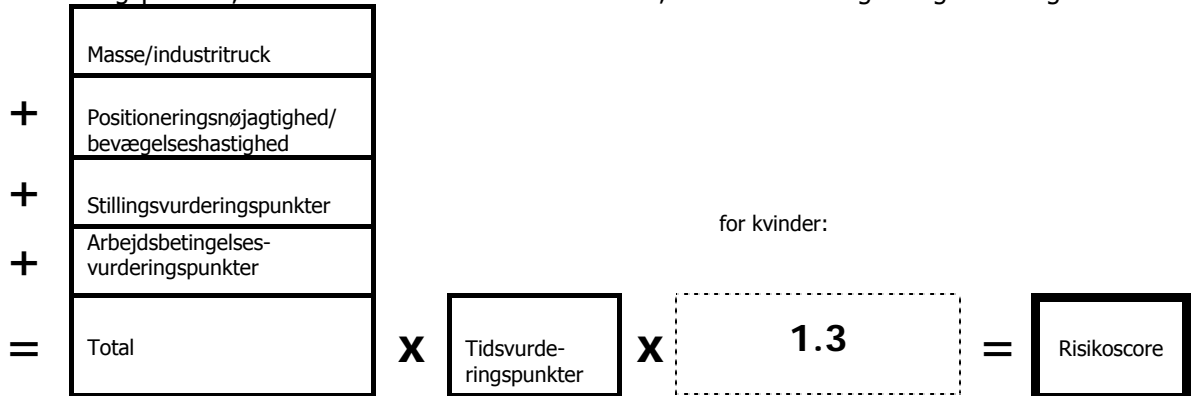 Masse/industritruck
+ Positioneringsnøjagtighed/
bevægelseshastighed
+ Stillingsvurderingspunkter
for kvinder:
+ Arbejdsbetingelses-
vurderingspunkter
= Total X Tidsvurde-
ringspunkter X 1.3 = Risikoscore